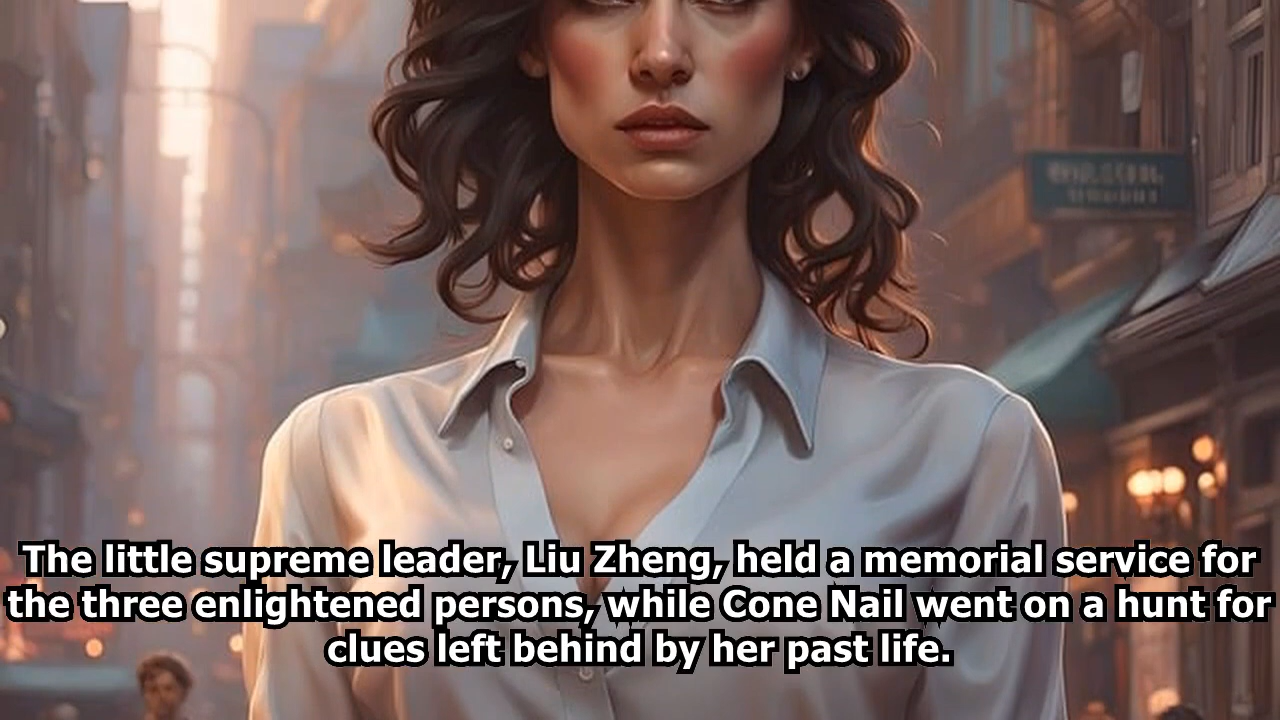 The little supreme leader, Liu Zheng, held a memorial service for
the three enlightened persons, while Cone Nail went on a hunt for
clues left behind by her past life.